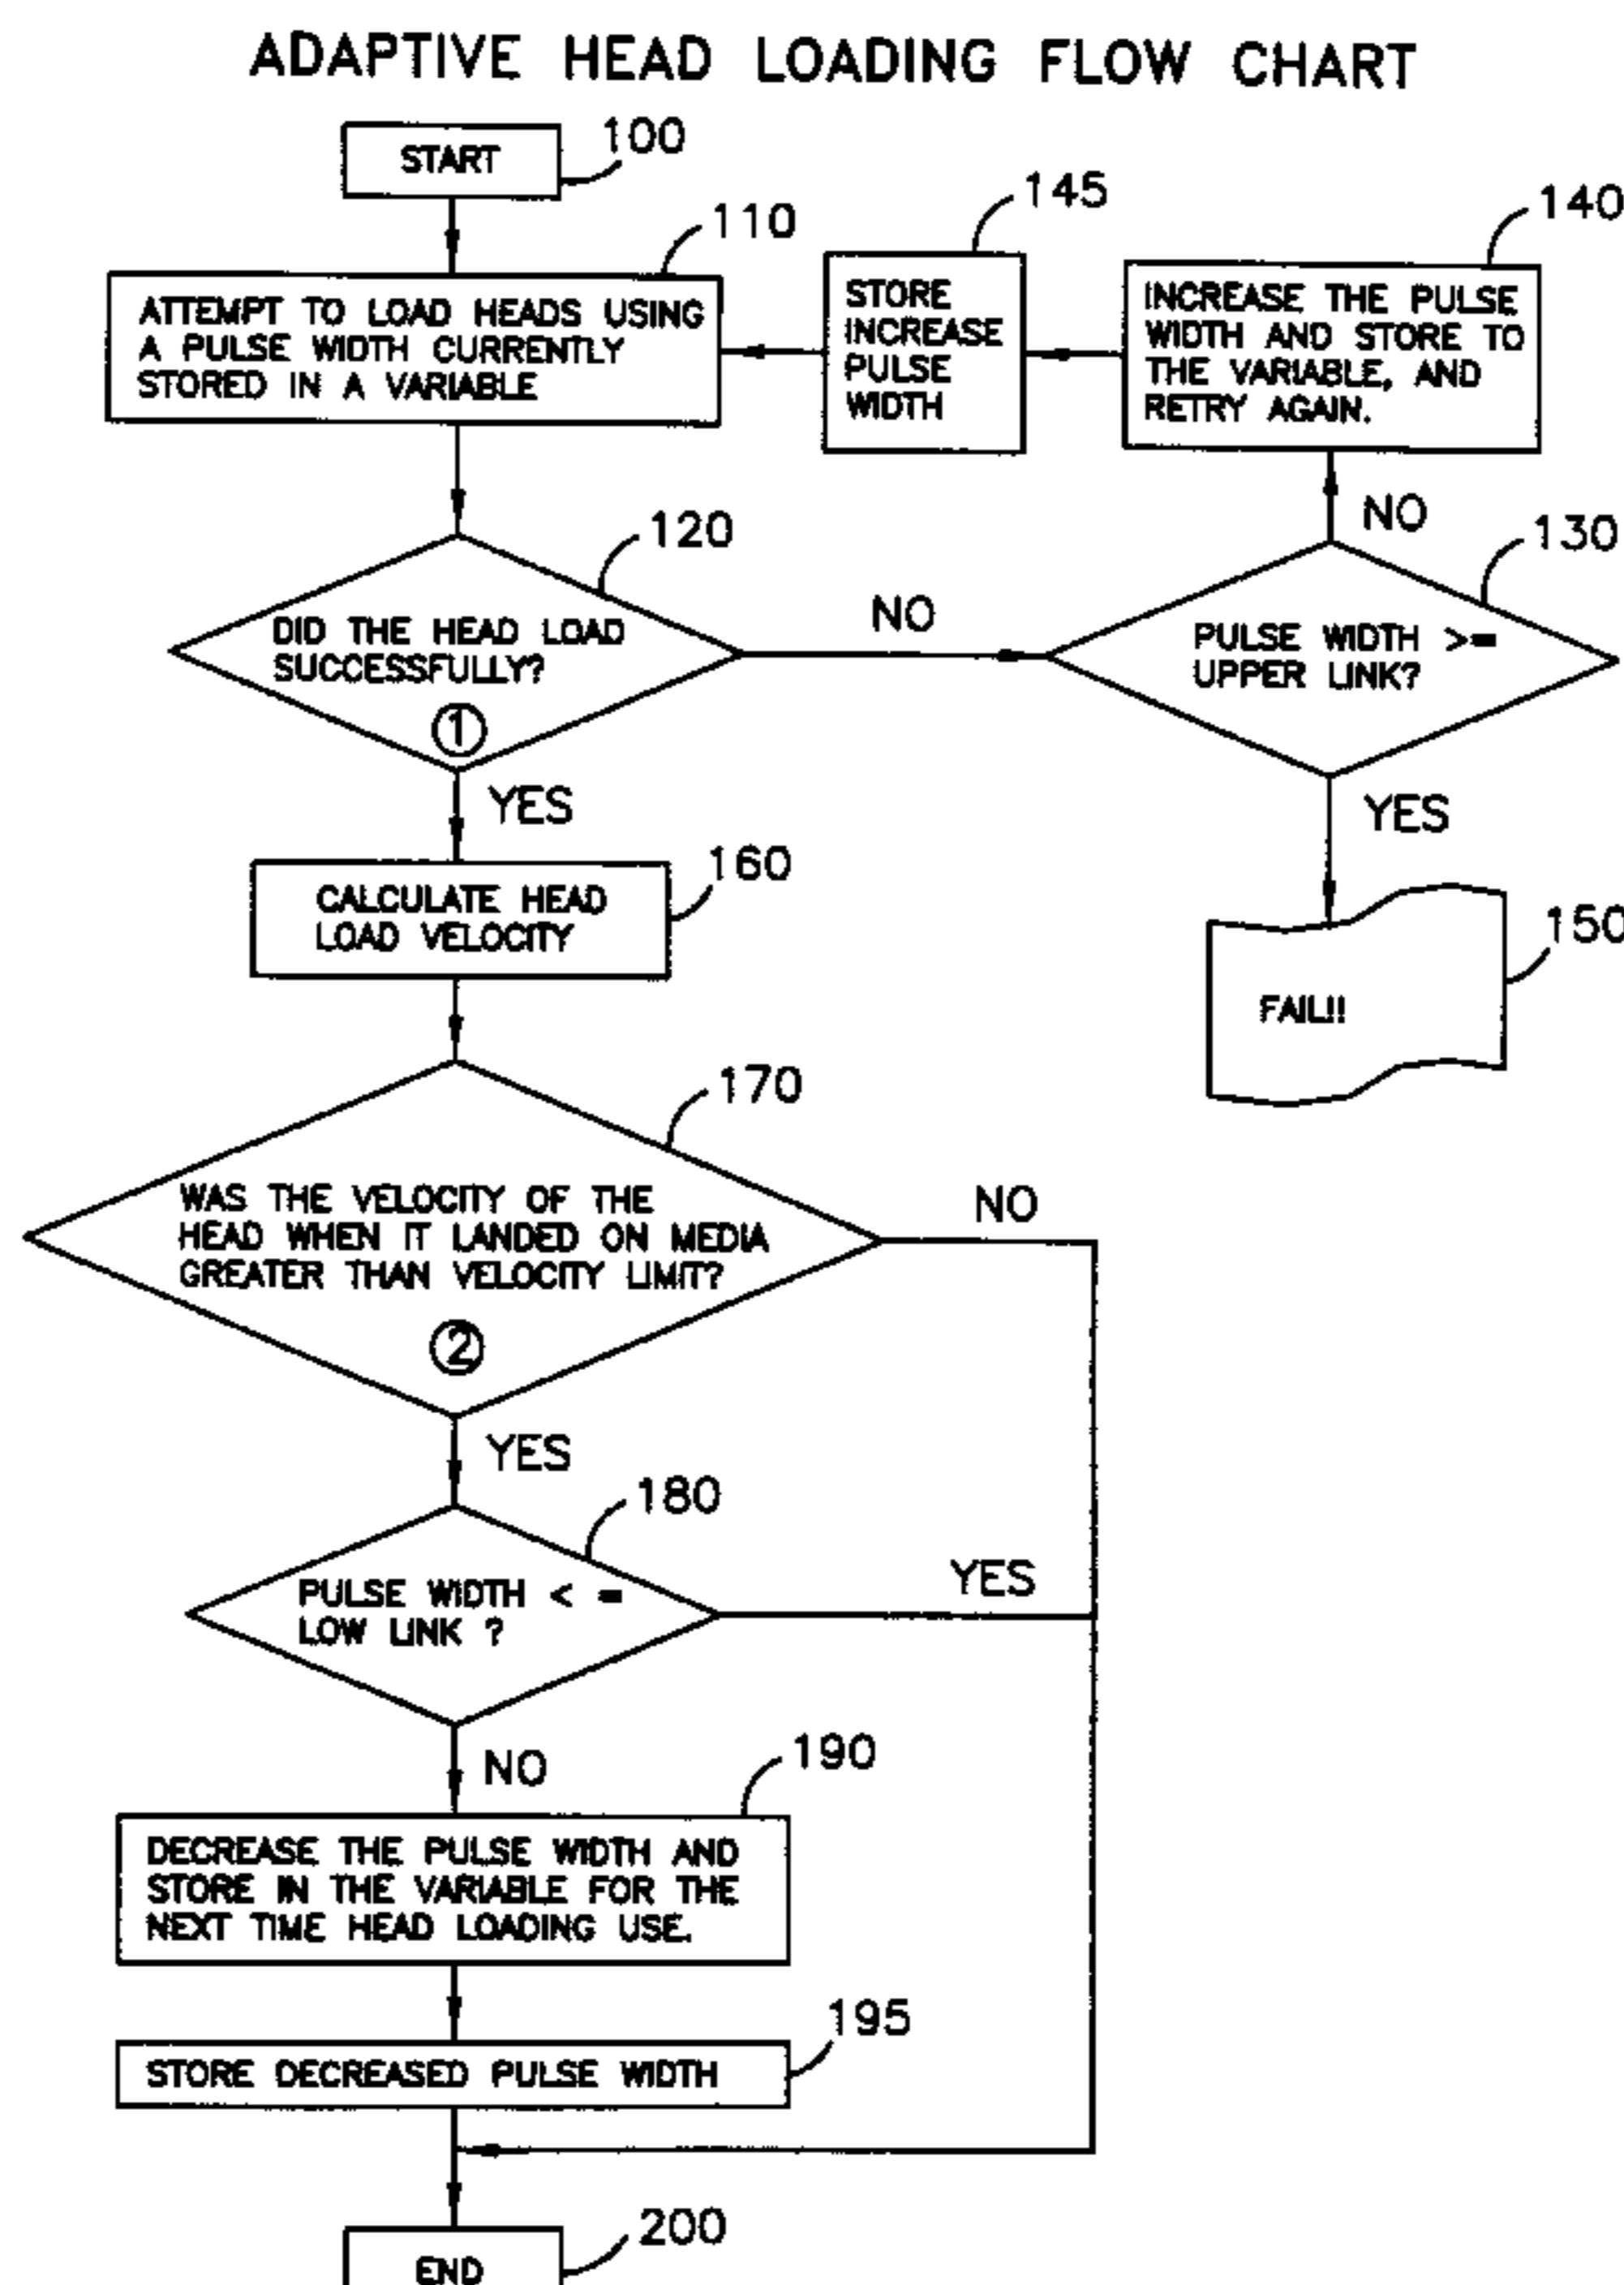 ADAPTIVE HEAD LOADING FLOW CHART
START
100
110
ATTEMPT TO LOAD HEADS USING
A PULSE WIDTH CURRENTLY
STORED IN A VARIABLE
145
STORE
INCREASE
PULSE
WIDTH
140
INCREASE THE PULSE
WIDTH AND STORE TO
THE VARIABLE, AND
RETRY AGAIN.
120
DID THE HEAD LOAD
SUCCESSFULLY?
1
NO
130
PULSE WIDTH >=
UPPER LINK?
NO
YES
150
FAIL!!
YES
160
CALCULATE HEAD
LOAD VELOCITY
170
WAS THE VELOCITY OF THE
HEAD WHEN IT LANDED ON MEDIA
GREATER THAN VELOCITY LIMIT?
2
NO
YES
180
PULSE WIDTH < =
LOW LINK ?
YES
NO
190
DECREASE THE PULSE WIDTH AND
STORE IN THE VARIABLE FOR THE
NEXT TIME HEAD LOADING USE.
195
STORE DECREASED PULSE WIDTH
200
END